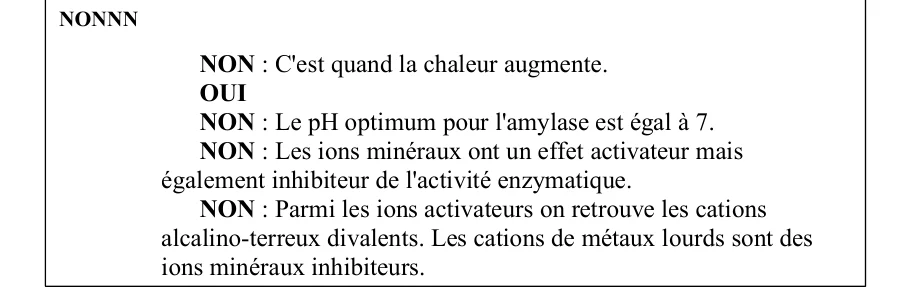 NONNN
NON : C'est quand la chaleur augmente.
OUI
NON : Le pH optimum pour l'amylase est égal à 7.
NON : Les ions minéraux ont un effet activateur mais
également inhibiteur de l'activité enzymatique.
NON : Parmi les ions activateurs on retrouve les cations
alcalino-terreux divalents. Les cations de métaux lourds sont des
ions minéraux inhibiteurs.